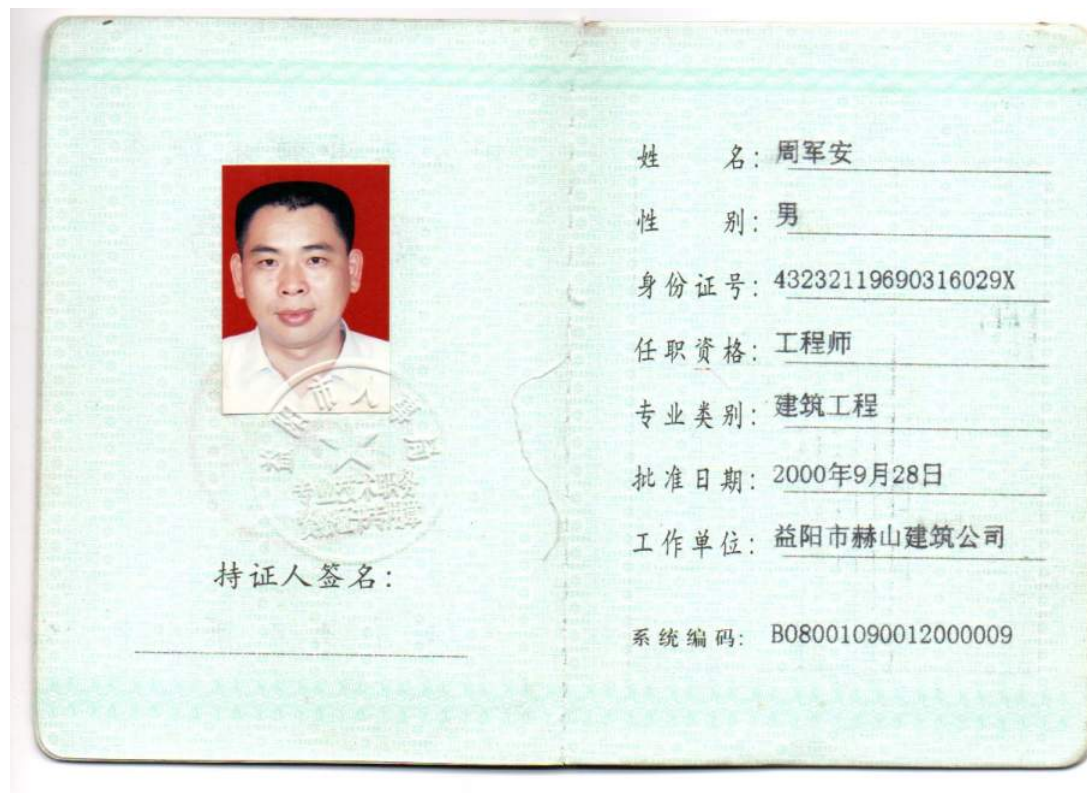 持证人签名:
姓 名: 周军安
性 别: 男
身份证号: 43232119690316029X
任职资格: 工程师
专业类别: 建筑工程
批准日期: 2000年9月28日
工作单位: 益阳市赫山建筑公司
系统编码: B08001090012000009